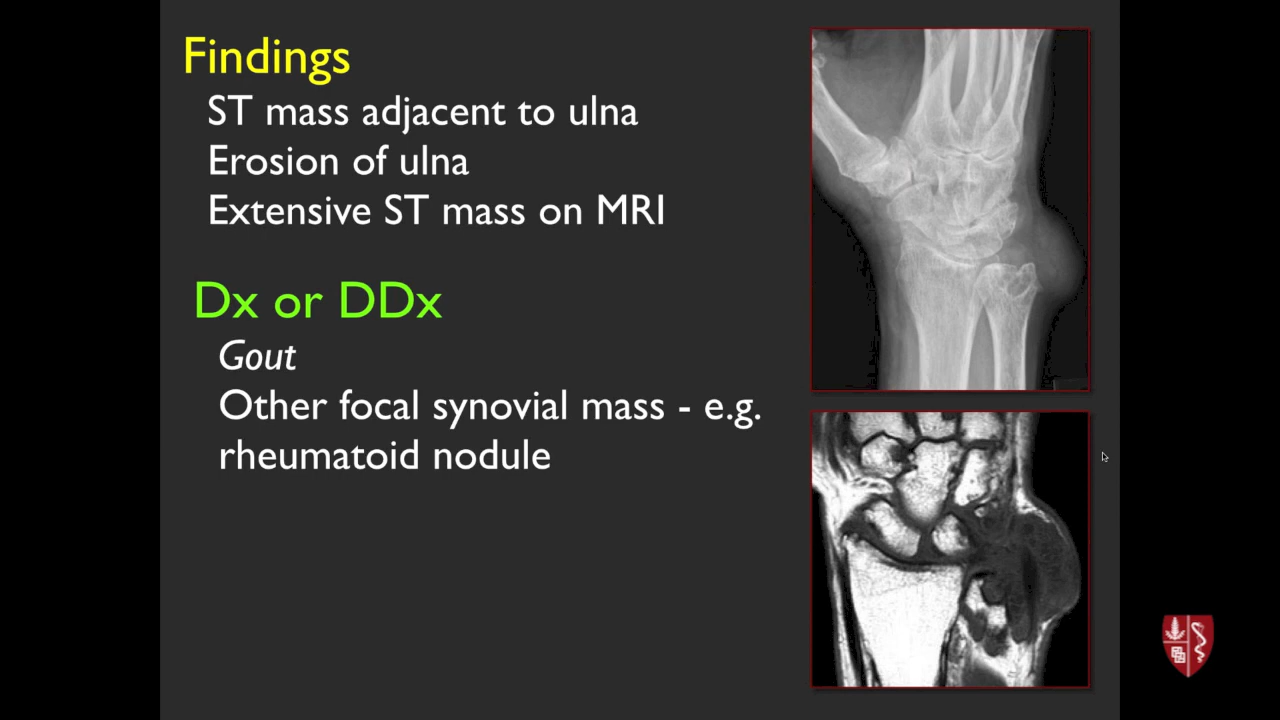 Findings
ST mass adjacent to ulna
Erosion of ulna
Extensive ST mass on MRI
Dx or DDx
Gout
Other focal synovial mass - e.g.
rheumatoid nodule